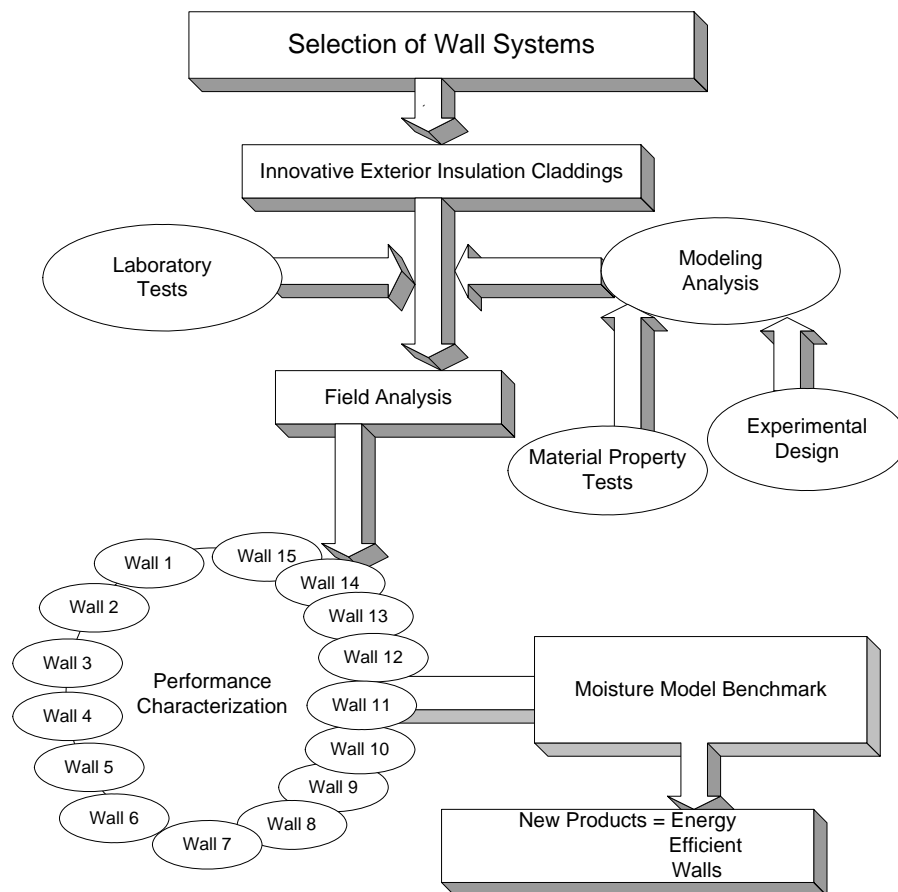 Selection of Wall Systems
Innovative Exterior Insulation Claddings
Laboratory
Tests
Modeling
Analysis
Field Analysis
Material Property
Tests
Experimental
Design
Wall 1
Wall 15
Wall 14
Wall 2
Wall 13
Wall 3
Wall 12
Performance
Characterization
Wall 4
Wall 11
Wall 5
Wall 10
Wall 6
Wall 9
Wall 7
Wall 8
Moisture Model Benchmark
New Products = Energy
Efficient
Walls